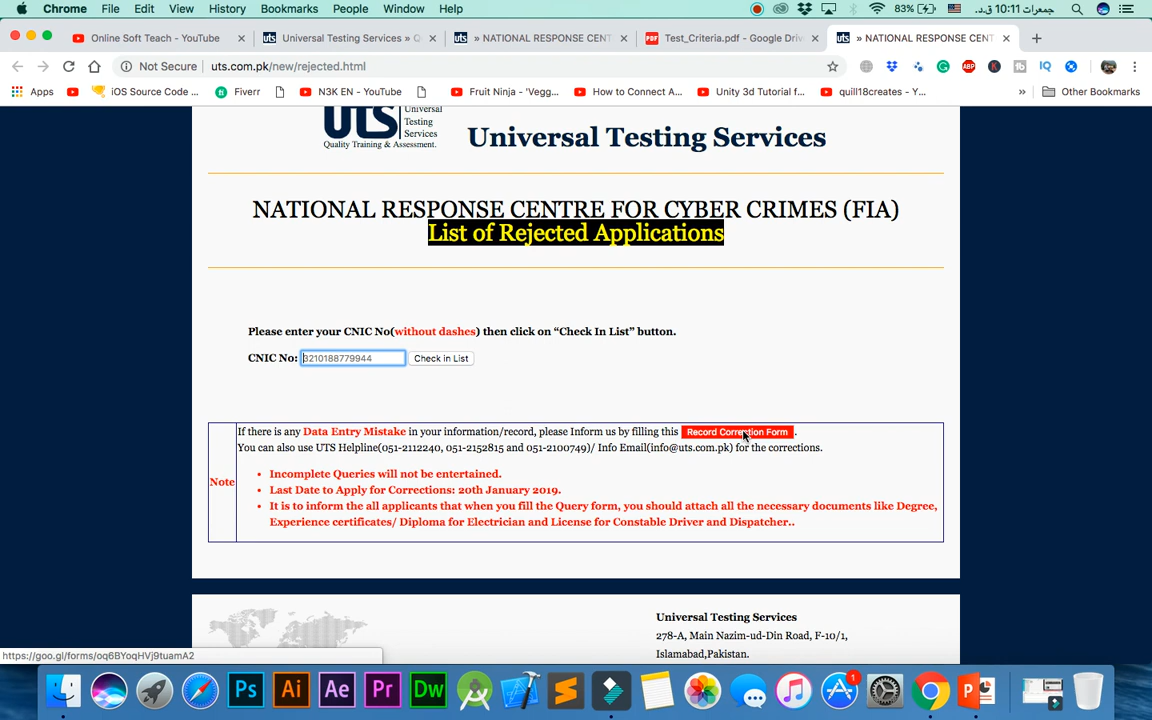 Chrome File Edit View History Bookmarks People Window Help 83% جمعرات 10:11 ق.د.
Online Soft Teach - YouTube
Universal Testing Services » C
» NATIONAL RESPONSE CENT
Test_Criteria.pdf - Google Driv
» NATIONAL RESPONSE CENT
Not Secure uts.com.pk/new/rejected.html
Apps iOS Source Code ... Fiverr N3K EN - YouTube Fruit Ninja - 'Vegg... How to Connect A... Unity 3d Tutorial f... quill18creates - Y... » Other Bookmarks
UTS Universal
Testing
Services
Quality Training & Assessment.
Universal Testing Services
NATIONAL RESPONSE CENTRE FOR CYBER CRIMES (FIA)
List of Rejected Applications
Please enter your CNIC No(without dashes) then click on “Check In List” button.
CNIC No: 3210188779944 Check in List
If there is any Data Entry Mistake in your information/record, please Inform us by filling this Record Correction Form .
You can also use UTS Helpline(051-2112240, 051-2152815 and 051-2100749)/ Info Email(info@uts.com.pk) for the corrections.
Note
• Incomplete Queries will not be entertained.
• Last Date to Apply for Corrections: 20th January 2019.
• It is to inform the all applicants that when you fill the Query form, you should attach all the necessary documents like Degree,
Experience certificates/ Diploma for Electrician and License for Constable Driver and Dispatcher..
Universal Testing Services
278-A, Main Nazim-ud-Din Road, F-10/1,
Islamabad,Pakistan.
https://goo.gl/forms/oq6BYoqHVj9tuamA2
Ps Ai Ae Pr Dw 1